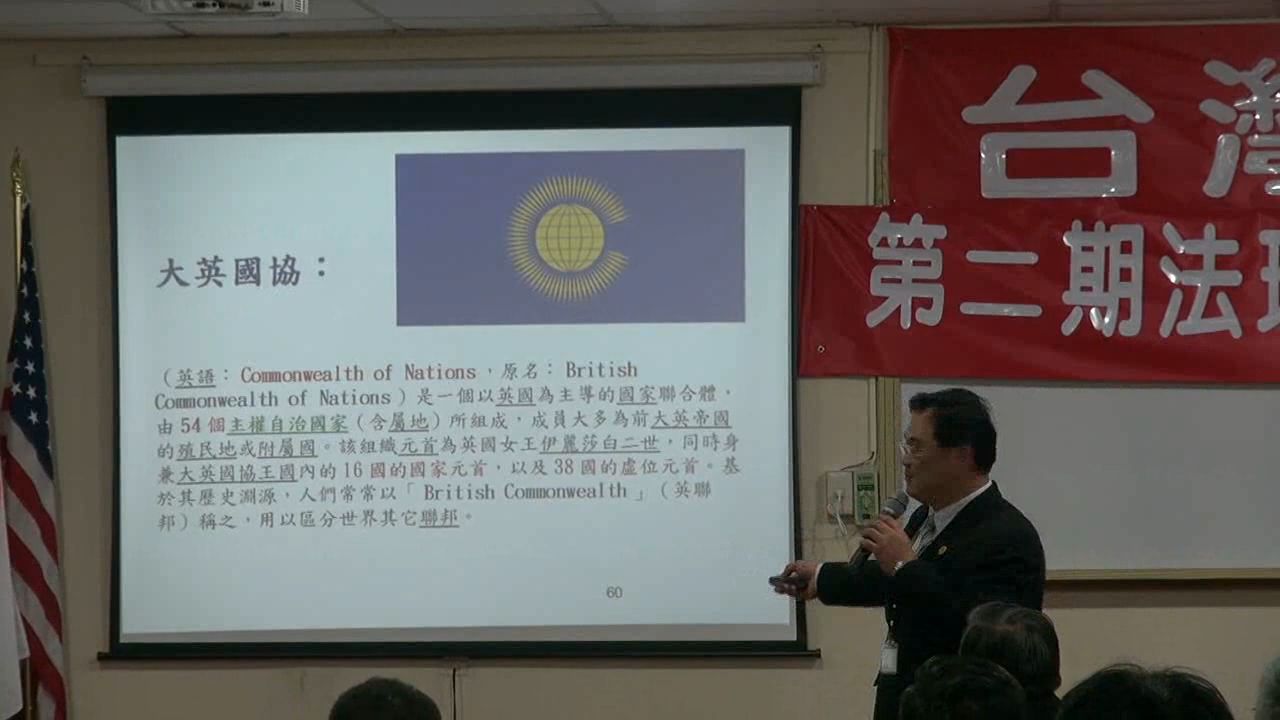 大英國協：
（英語：Commonwealth of Nations，原名：British
Commonwealth of Nations）是一個以英國為主導的國家聯合體，
由54個主權自治國家（含屬地）所組成，成員大多為前大英帝國
的殖民地或附屬國。該組織元首為英國女王伊麗莎白二世，同時身
兼大英國協王國內的16國的國家元首，以及38國的虛位元首。基
於其歷史淵源，人們常常以「British Commonwealth」（英聯
邦）稱之，用以區分世界其它聯邦。
60
台灣
第二期法理